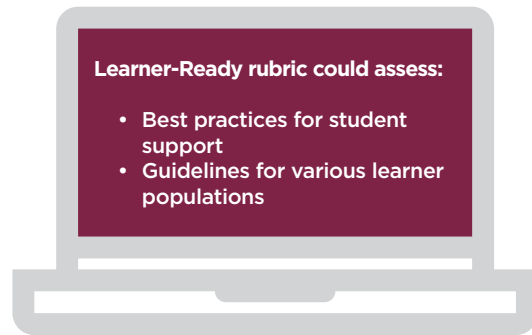 Learner-Ready rubric could assess:
• Best practices for student
support
• Guidelines for various learner
populations